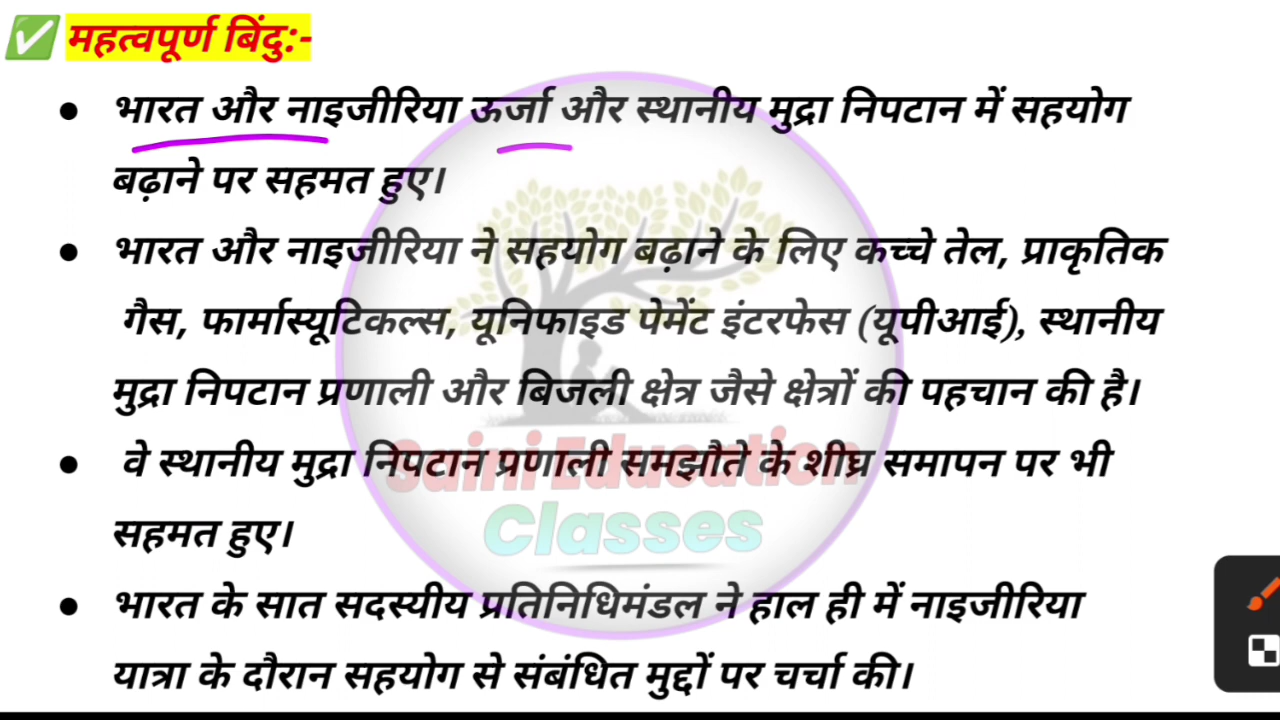 महत्वपूर्ण बिंदु:-
भारत और नाइजीरिया ऊर्जा और स्थानीय मुद्रा निपटान में सहयोग
बढ़ाने पर सहमत हुए।
भारत और नाइजीरिया ने सहयोग बढ़ाने के लिए कच्चे तेल, प्राकृतिक
गैस, फार्मास्यूटिकल्स, यूनिफाइड पेमेंट इंटरफेस (यूपीआई), स्थानीय
मुद्रा निपटान प्रणाली और बिजली क्षेत्र जैसे क्षेत्रों की पहचान की है।
वे स्थानीय मुद्रा निपटान प्रणाली समझौते के शीघ्र समापन पर भी
सहमत हुए।
Saini Education
Classes
भारत के सात सदस्यीय प्रतिनिधिमंडल ने हाल ही में नाइजीरिया
यात्रा के दौरान सहयोग से संबंधित मुद्दों पर चर्चा की।